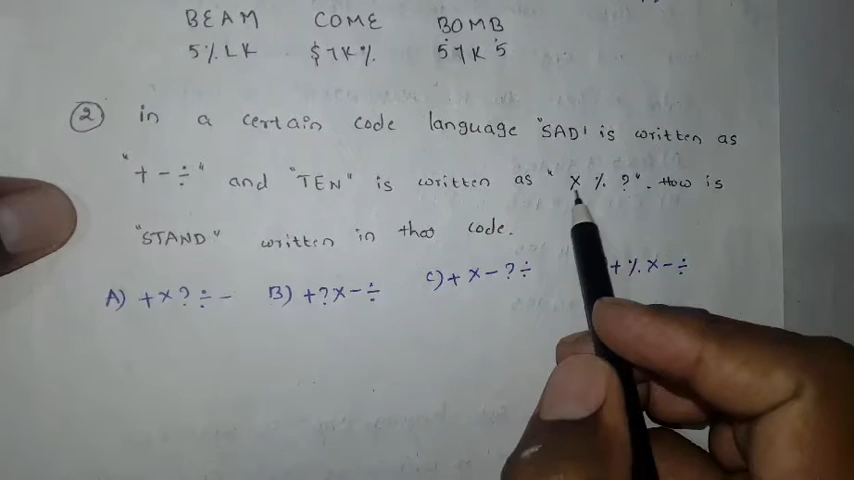 BEAM COME BOMB
5%LK $7K% 57K5
2 in a certain code language "SAD' is written as
"+ - ÷" and "TEN" is written as "x % ?". How is
"STAND" written in that code.
A) +x?÷- B) +?x-÷ C) +x-?÷ +%x-÷